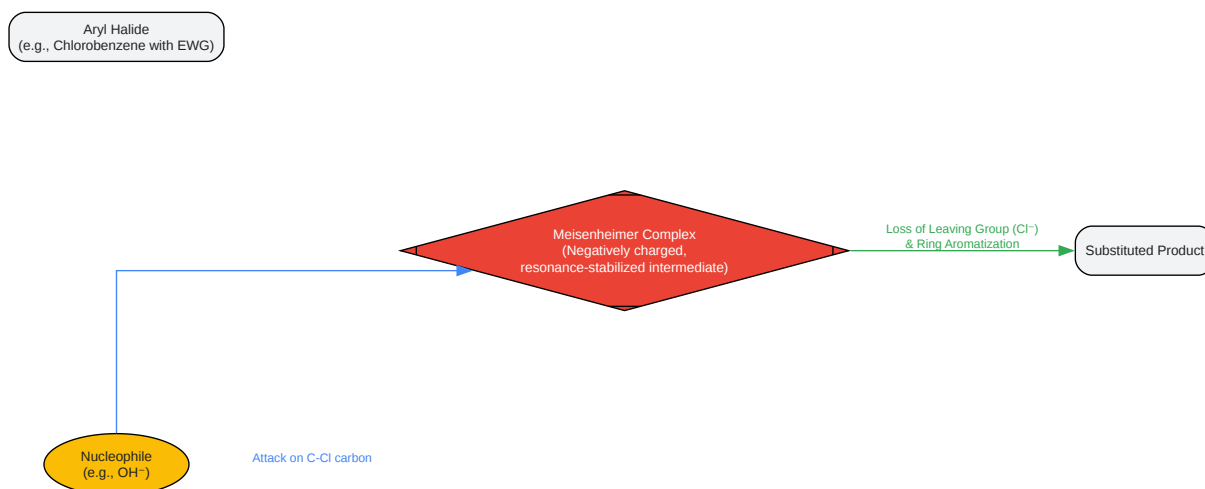 Aryl Halide
(e.g., Chlorobenzene with EWG)
Meisenheimer Complex
(Negatively charged,
resonance-stabilized intermediate)
Loss of Leaving Group (Cl⁻)
& Ring Aromatization
Substituted Product
Nucleophile
(e.g., OH⁻)
Attack on C-Cl carbon